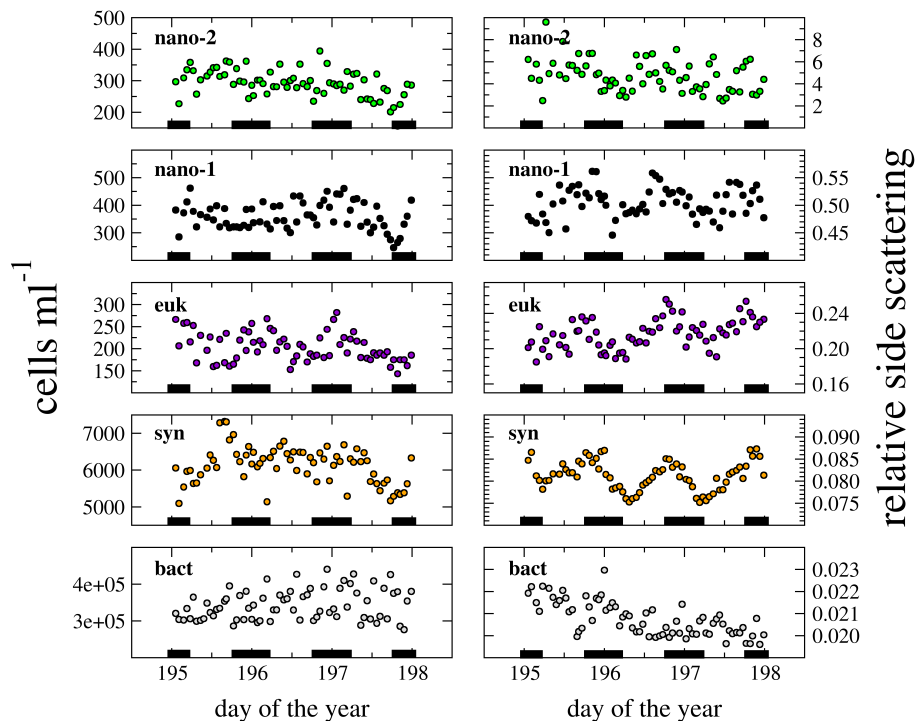 500
400
300
200
nano-2
nano-2
8
6
4
2
500
400
300
nano-1
nano-1
0.55
0.50
0.45
300
250
200
150
euk
euk
0.24
0.20
0.16
7000
6000
5000
syn
syn
0.090
0.085
0.080
0.075
4e+05
3e+05
bact
bact
0.023
0.022
0.021
0.020
195 196 197 198
195 196 197 198
day of the year
day of the year
cells ml-1
relative side scattering